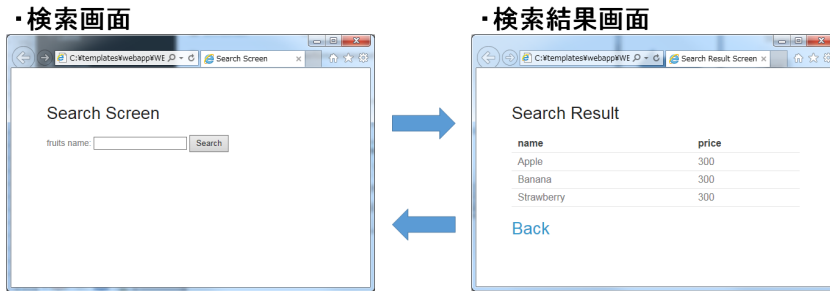 ・検索画面
C:¥templates¥webapp¥WE
Search Screen
Search Screen
fruits name:
Search
・検索結果画面
C:¥templates¥webapp¥WE
Search Result Screen
Search Result
name price
Apple 300
Banana 300
Strawberry 300
Back